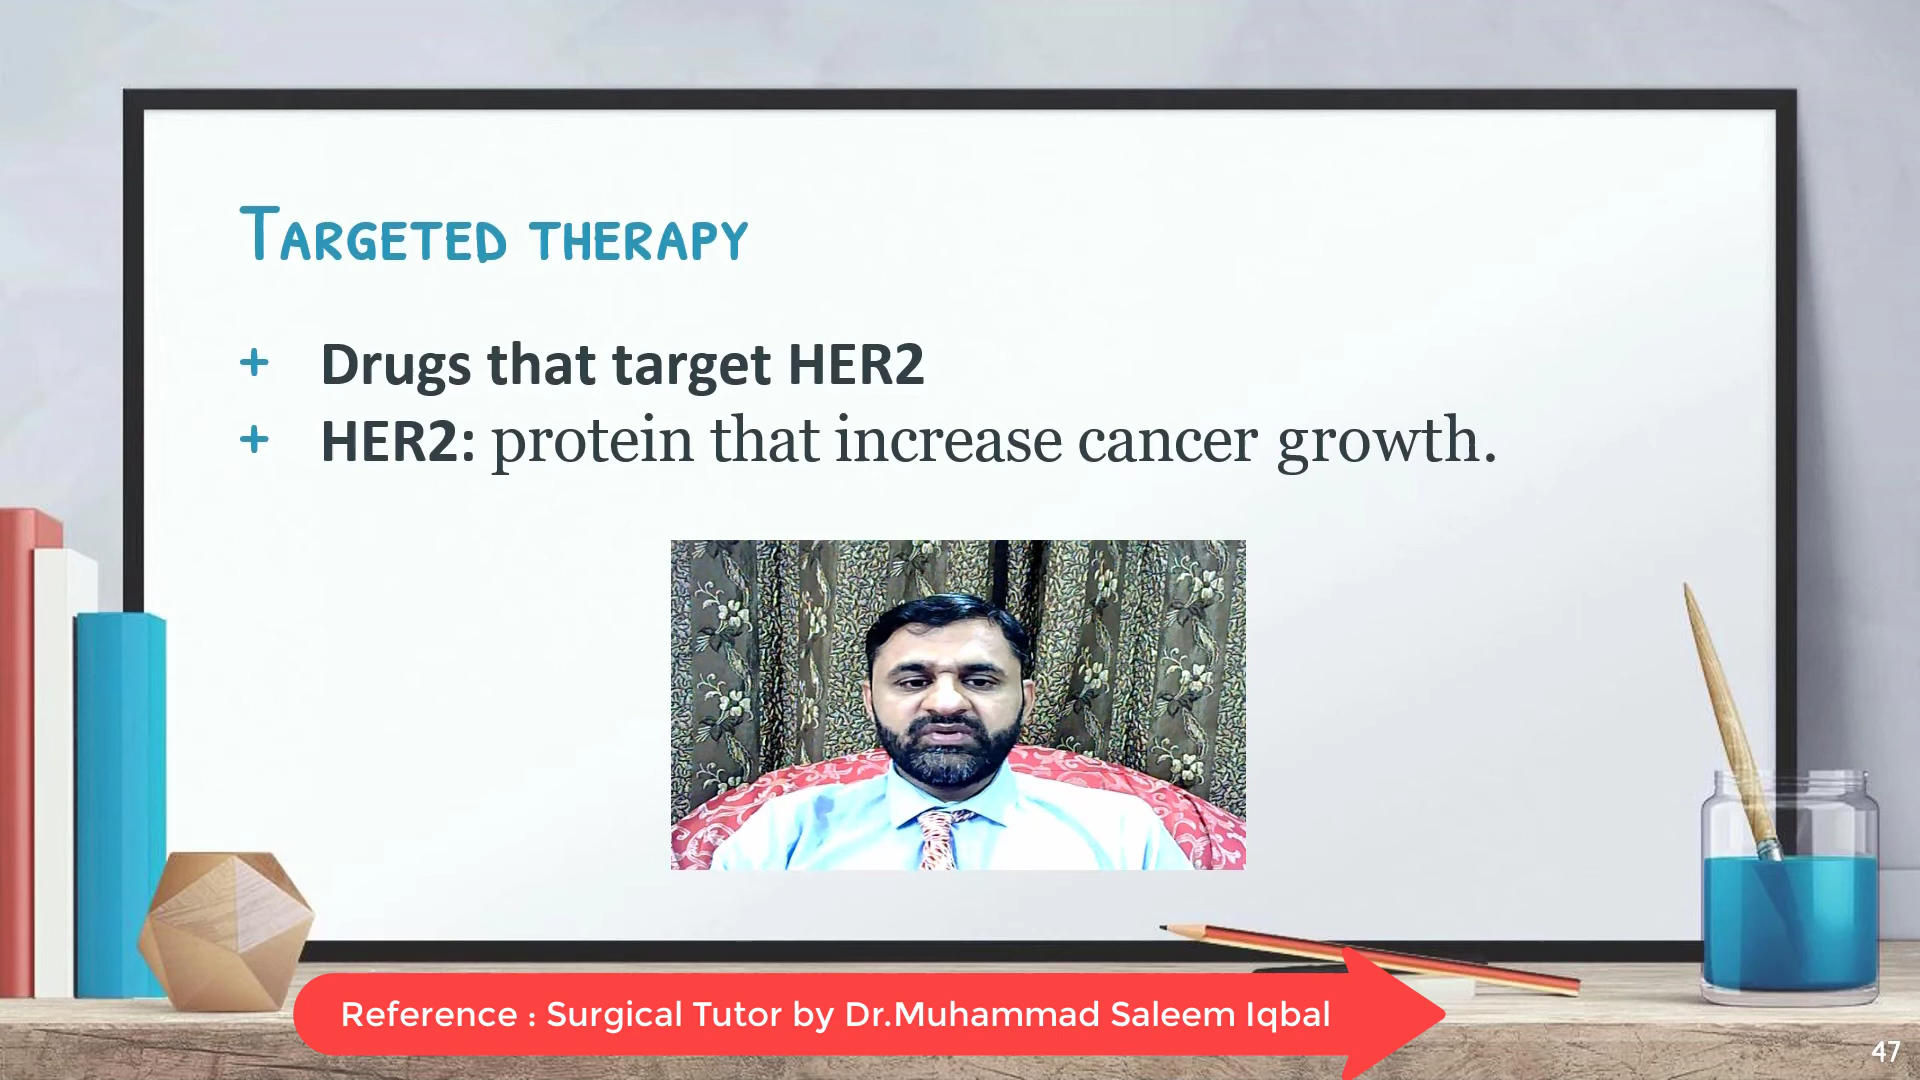 Targeted therapy
+ Drugs that target HER2
+ HER2: protein that increase cancer growth.
Reference : Surgical Tutor by Dr.Muhammad Saleem Iqbal
47